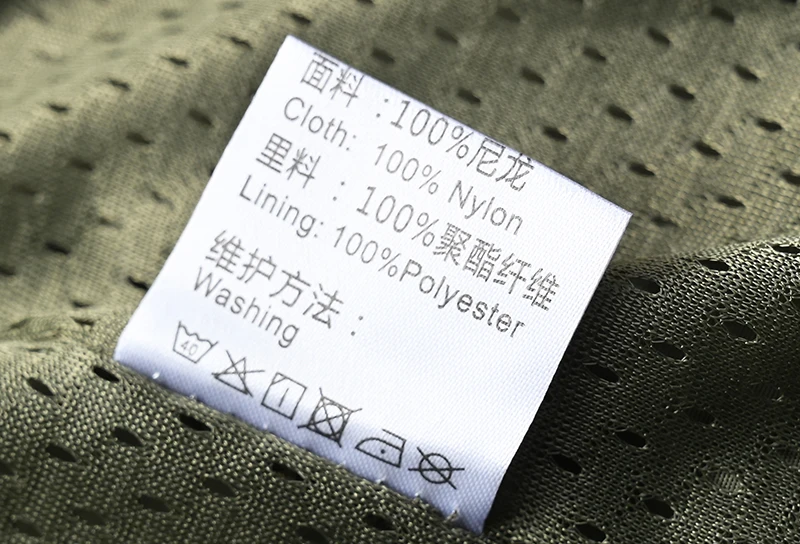 面料 :100%尼龙
Cloth: 100% Nylon
里料 : 100%聚酯纤维
Lining: 100%Polyester
维护方法 :
Washing
40